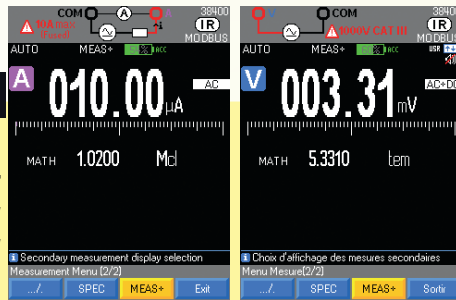 COM A A 38400
10Amax IR
(Fused) MODBUS
AUTO MEAS+ ACC
A 010.00 µA AC
MATH 1.0200 Mcl
Secondary measurement display selection
Measurement Menu (2/2)
.../. SPEC MEAS+ Exit
V COM 38400
1000V CAT III IR
MODBUS
AUTO MEAS+ ACC USR
V 003.31 mV AC+DC
MATH 5.3310 tem
Choix d'affichage des mesures secondaires
Menu Mesure(2/2)
.../. SPEC MEAS+ Sortir